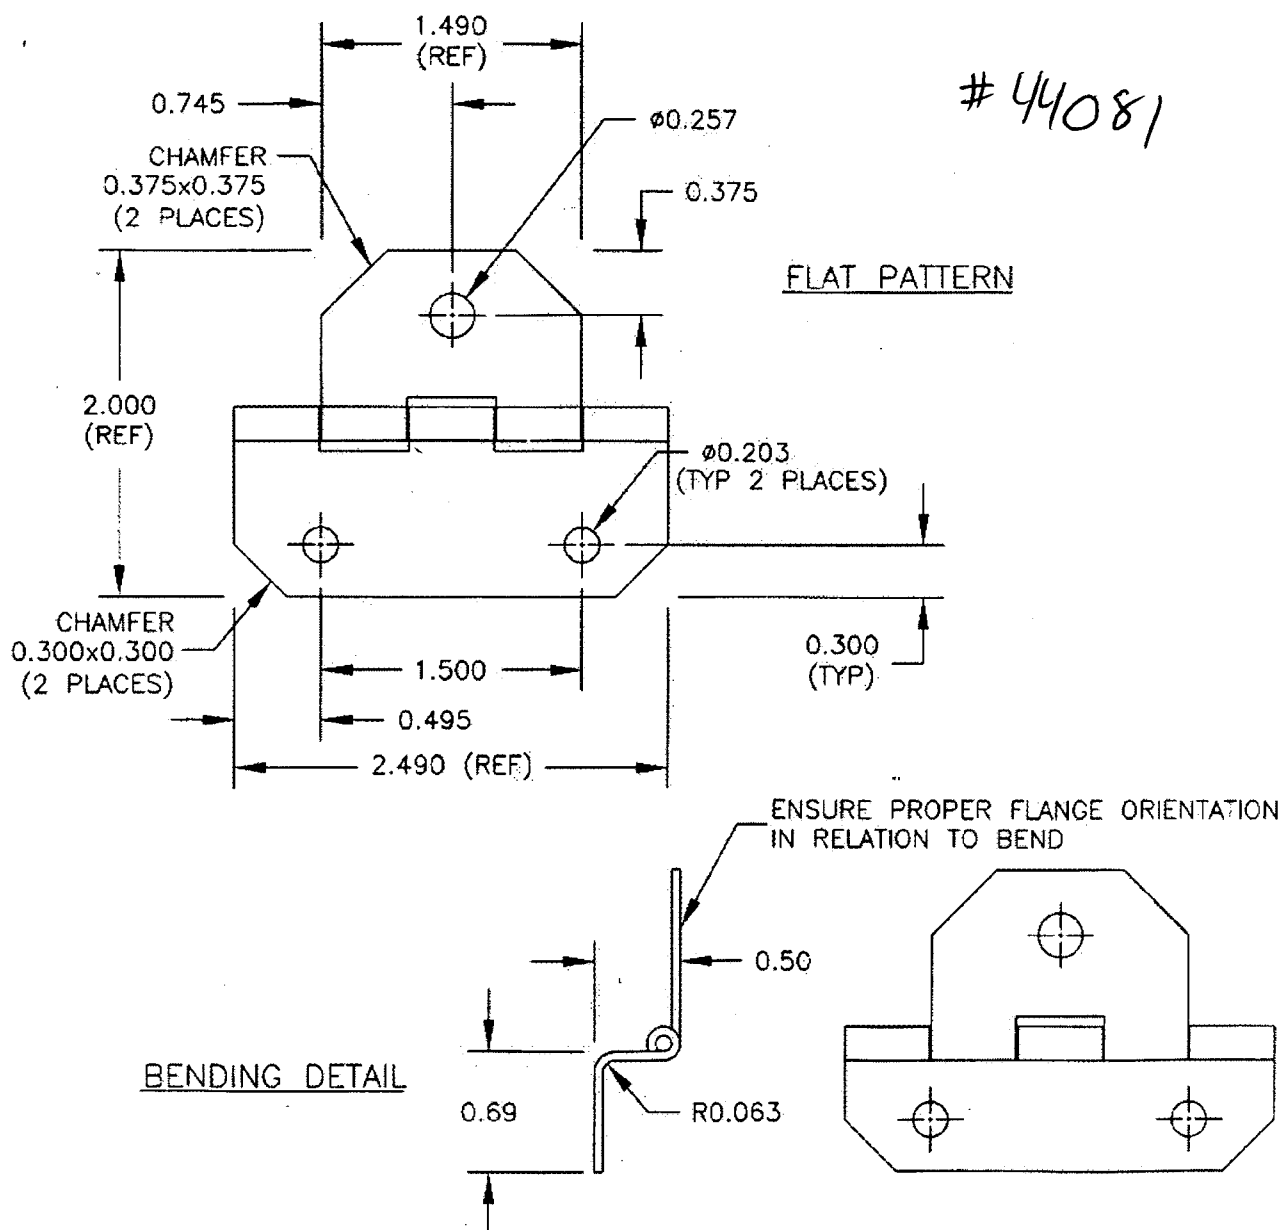 1.490
(REF)
# 44081
0.745
ø0.257
CHAMFER
0.375x0.375
(2 PLACES)
0.375
FLAT PATTERN
2.000
(REF)
ø0.203
(TYP 2 PLACES)
CHAMFER
0.300x0.300
(2 PLACES)
1.500
0.300
(TYP)
0.495
2.490 (REF)
ENSURE PROPER FLANGE ORIENTATION
IN RELATION TO BEND
0.50
BENDING DETAIL
0.69
R0.063